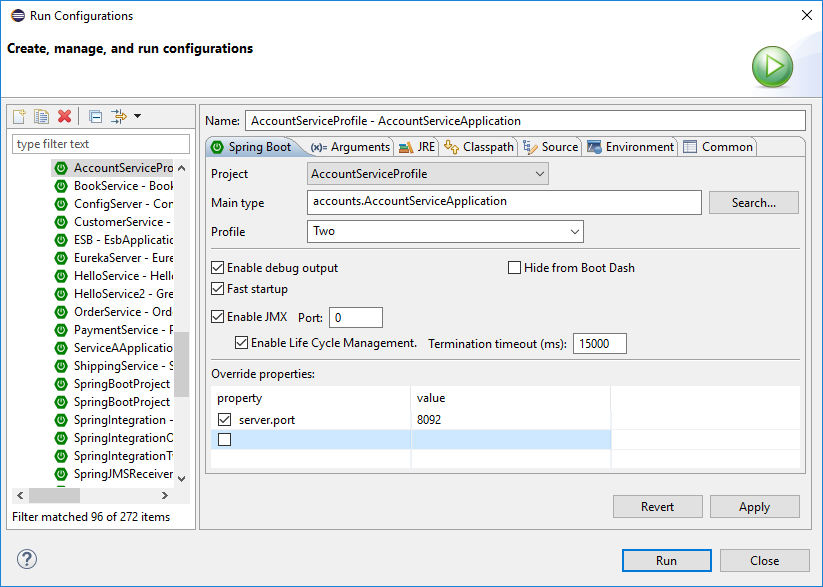 Run Configurations
Create, manage, and run configurations
type filter text
AccountServicePro
BookService - Book
ConfigServer - Con
CustomerService -
ESB - EsbApplicatic
EurekaServer - Eure
HelloService - Hell
HelloService2 - Gre
OrderService - Ord
PaymentService - P
ServiceAApplicatio
ShippingService - S
SpringBootProject
SpringBootProject
SpringIntegration -
SpringIntegrationC
SpringIntegrationTv
SpringJMSReceiver
Filter matched 96 of 272 items
Name: AccountServiceProfile - AccountServiceApplication
Spring Boot (x)= Arguments JRE Classpath Source Environment Common
Project AccountServiceProfile
Main type accounts.AccountServiceApplication Search...
Profile Two
Enable debug output Hide from Boot Dash
Fast startup
Enable JMX Port: 0
Enable Life Cycle Management. Termination timeout (ms): 15000
Override properties:
property value
server.port 8092
Revert Apply
? Run Close